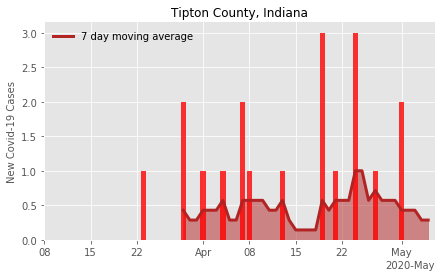 Tipton County, Indiana
7 day moving average
New Covid-19 Cases
3.0
2.5
2.0
1.5
1.0
0.5
0.0
08 15 22 Apr 08 15 22 May
2020-May